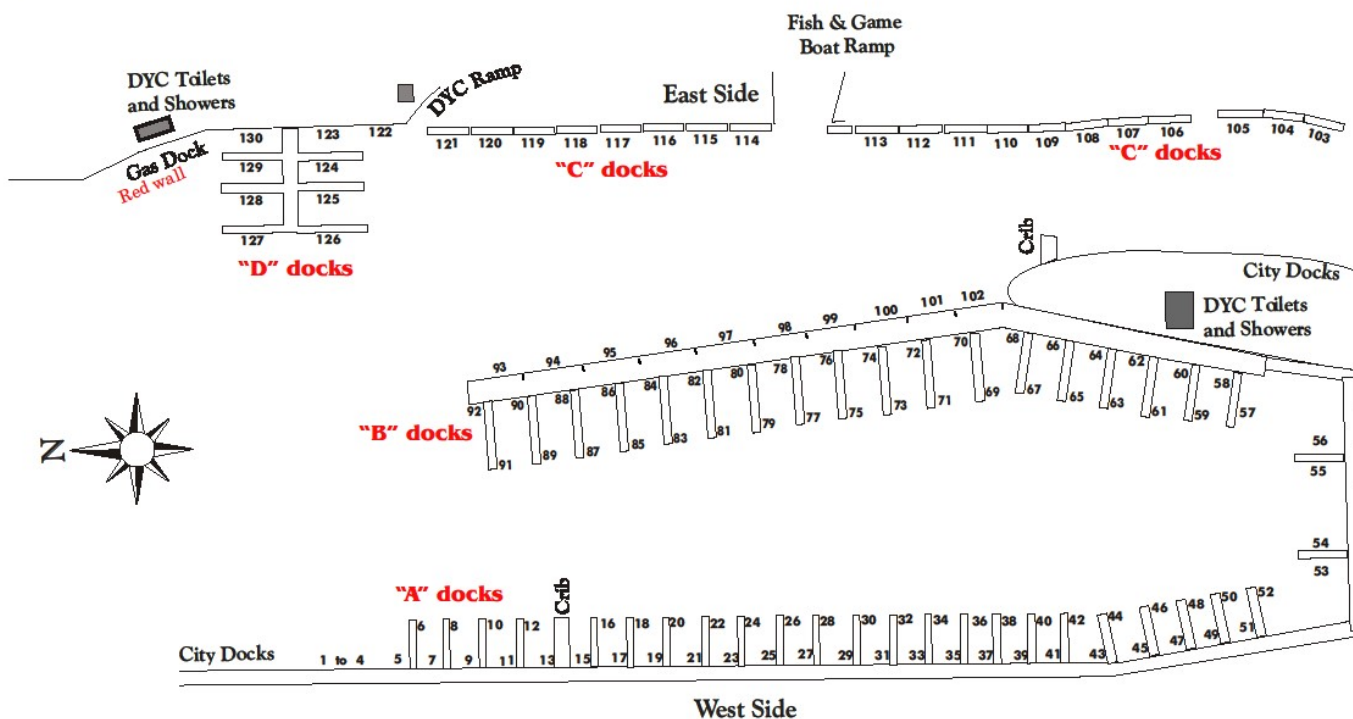 Fish & Game
Boat Ramp
DYC Toilets
and Showers
DYC Ramp
East Side
130 123 122
121 120 119 118 117 116 115 114
113 112 111 110 109 108 107 106
105 104 103
Gas Dock
Red wall
129 124
128 125
127 126
"C" docks
"C" docks
"D" docks
Crib
City Docks
DYC Toilets
and Showers
93 94 95 96 97 98 99 100 101 102
92 90 88 86 84 82 80 78 76 74 72 70 68 66 64 62 60 58
91 89 87 85 83 81 79 77 75 73 71 69 67 65 63 61 59 57
"B" docks
N
56
55
54
53
"A" docks
Crib
6 8 10 12 16 18 20 22 24 26 28 30 32 34 36 38 40 42 44 46 48 50 52
City Docks
1 to 4 5 7 9 11 13 15 17 19 21 23 25 27 29 31 33 35 37 39 41 43 45 47 49 51
West Side